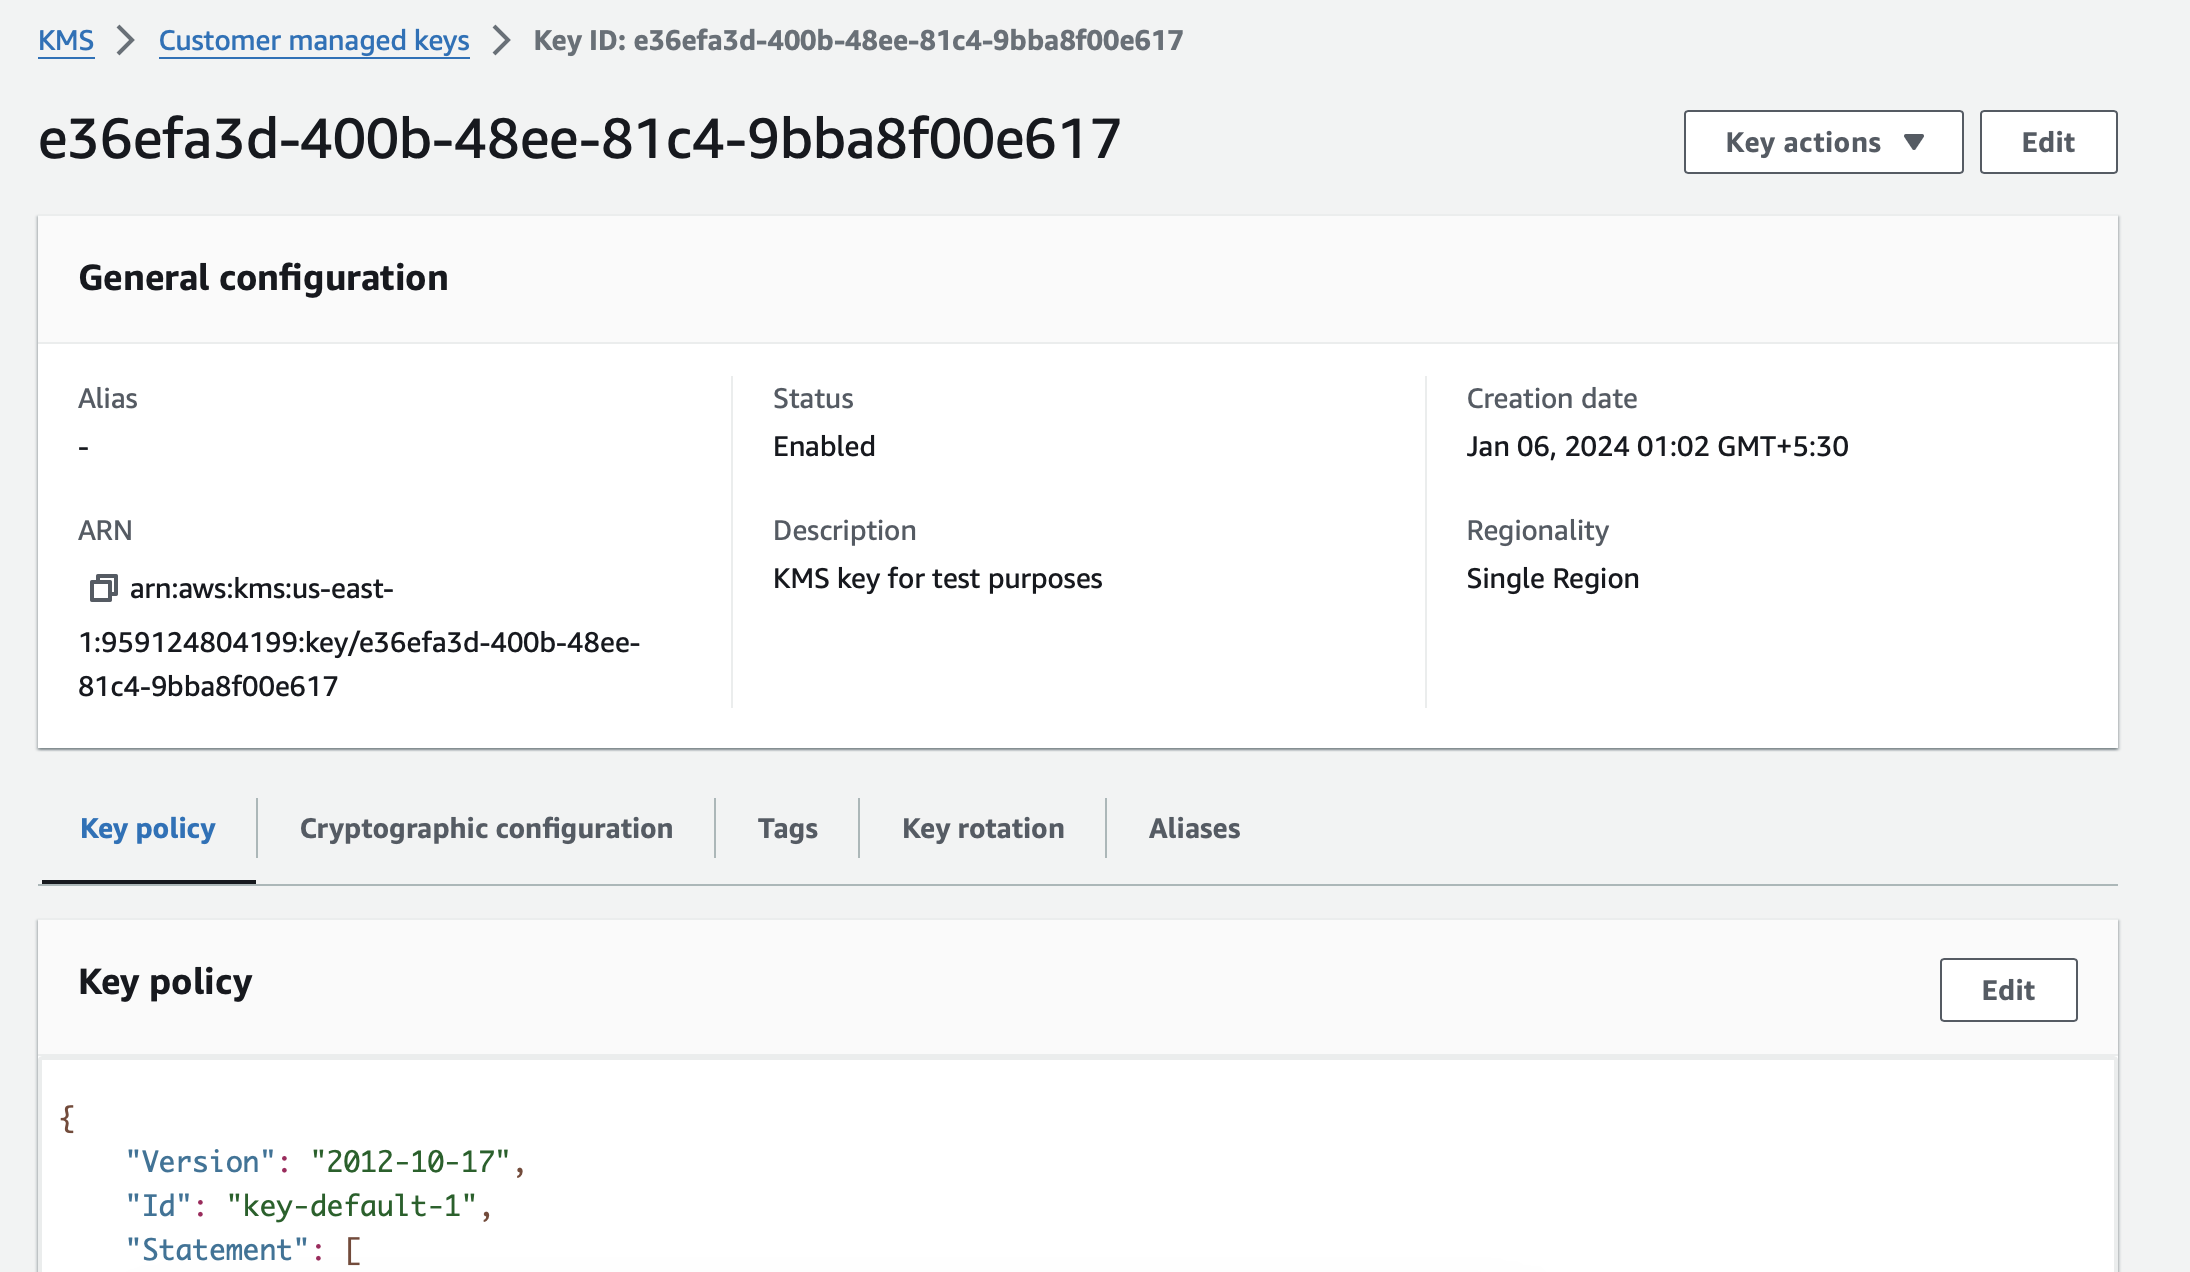 KMS > Customer managed keys > Key ID: e36efa3d-400b-48ee-81c4-9bba8f00e617
e36efa3d-400b-48ee-81c4-9bba8f00e617
Key actions ▼ Edit
General configuration
Alias
-
ARN
arn:aws:kms:us-east-
1:959124804199:key/e36efa3d-400b-48ee-
81c4-9bba8f00e617
Status
Enabled
Description
KMS key for test purposes
Creation date
Jan 06, 2024 01:02 GMT+5:30
Regionality
Single Region
Key policy Cryptographic configuration Tags Key rotation Aliases
Key policy
Edit
{
"Version": "2012-10-17",
"Id": "key-default-1",
"Statement": [